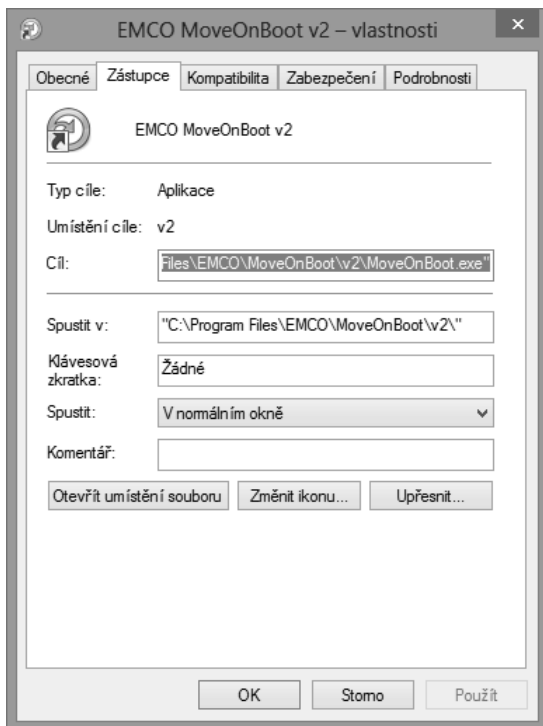 EMCO MoveOnBoot v2 – vlastnosti
Obecné Zástupce Kompatibilita Zabezpečení Podrobnosti
EMCO MoveOnBoot v2
Typ cíle: Aplikace
Umístění cíle: v2
Cíl: Files\EMCO\MoveOnBoot\v2\MoveOnBoot.exe"
Spustit v: "C:\Program Files\EMCO\MoveOnBoot\v2\"
Klávesová
zkratka: Žádné
Spustit: V normálním okně
Komentář:
Otevřít umístění souboru Změnit ikonu... Upřesnit...
OK Storno Použít